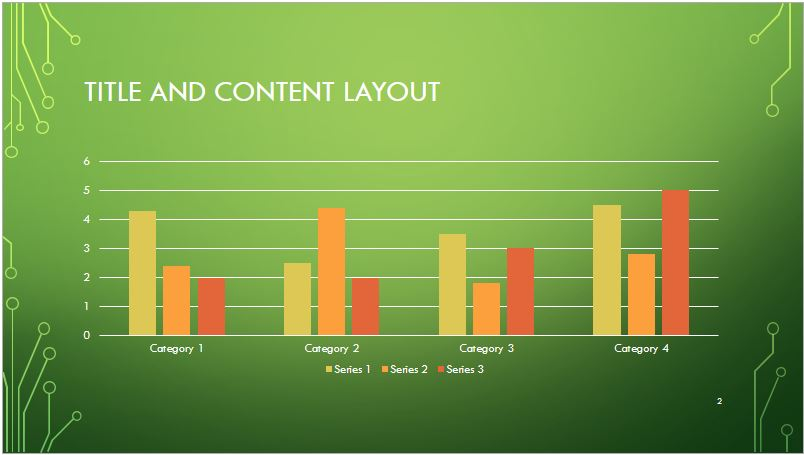 TITLE AND CONTENT LAYOUT
6
5
4
3
2
1
0
Category 1 Category 2 Category 3 Category 4
Series 1 Series 2 Series 3
2